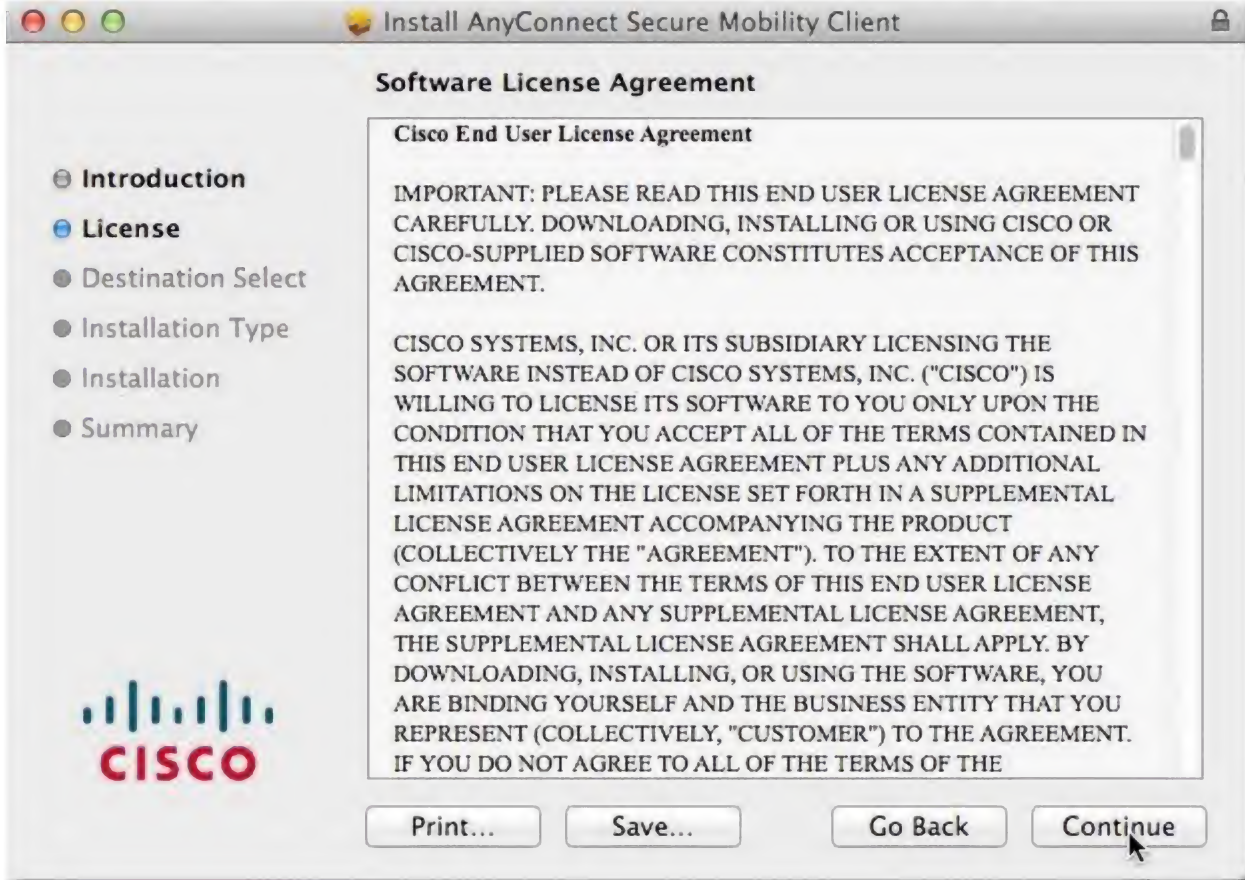 Install AnyConnect Secure Mobility Client
Software License Agreement
Introduction
License
Destination Select
Installation Type
Installation
Summary
Cisco End User License Agreement
IMPORTANT: PLEASE READ THIS END USER LICENSE AGREEMENT
CAREFULLY. DOWNLOADING, INSTALLING OR USING CISCO OR
CISCO-SUPPLIED SOFTWARE CONSTITUTES ACCEPTANCE OF THIS
AGREEMENT.
CISCO SYSTEMS, INC. OR ITS SUBSIDIARY LICENSING THE
SOFTWARE INSTEAD OF CISCO SYSTEMS, INC. ("CISCO") IS
WILLING TO LICENSE ITS SOFTWARE TO YOU ONLY UPON THE
CONDITION THAT YOU ACCEPT ALL OF THE TERMS CONTAINED IN
THIS END USER LICENSE AGREEMENT PLUS ANY ADDITIONAL
LIMITATIONS ON THE LICENSE SET FORTH IN A SUPPLEMENTAL
LICENSE AGREEMENT ACCOMPANYING THE PRODUCT
(COLLECTIVELY THE "AGREEMENT"). TO THE EXTENT OF ANY
CONFLICT BETWEEN THE TERMS OF THIS END USER LICENSE
AGREEMENT AND ANY SUPPLEMENTAL LICENSE AGREEMENT,
THE SUPPLEMENTAL LICENSE AGREEMENT SHALL APPLY. BY
DOWNLOADING, INSTALLING, OR USING THE SOFTWARE, YOU
ARE BINDING YOURSELF AND THE BUSINESS ENTITY THAT YOU
REPRESENT (COLLECTIVELY, "CUSTOMER") TO THE AGREEMENT.
IF YOU DO NOT AGREE TO ALL OF THE TERMS OF THE
CISCO
Print...
Save...
Go Back
Continue